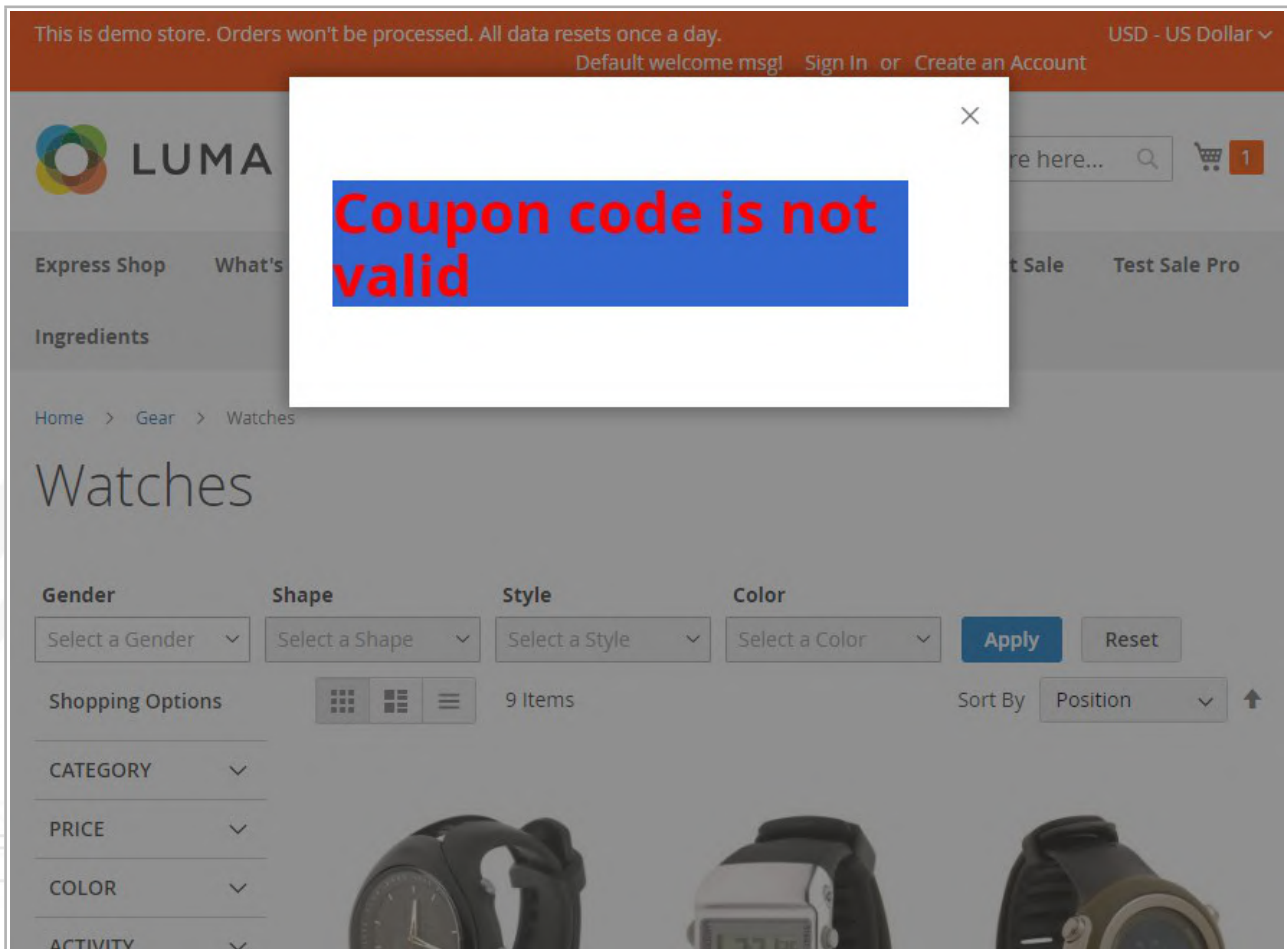 This is demo store. Orders won't be processed. All data resets once a day.
USD - US Dollar
Default welcome msg! Sign In or Create an Account
LUMA
re here...
1
Coupon code is not
valid
Express Shop What's t Sale Test Sale Pro
Ingredients
Home > Gear > Watches
Watches
Gender Shape Style Color
Select a Gender Select a Shape Select a Style Select a Color Apply Reset
Shopping Options 9 Items Sort By Position
CATEGORY
PRICE
COLOR
ACTIVITY